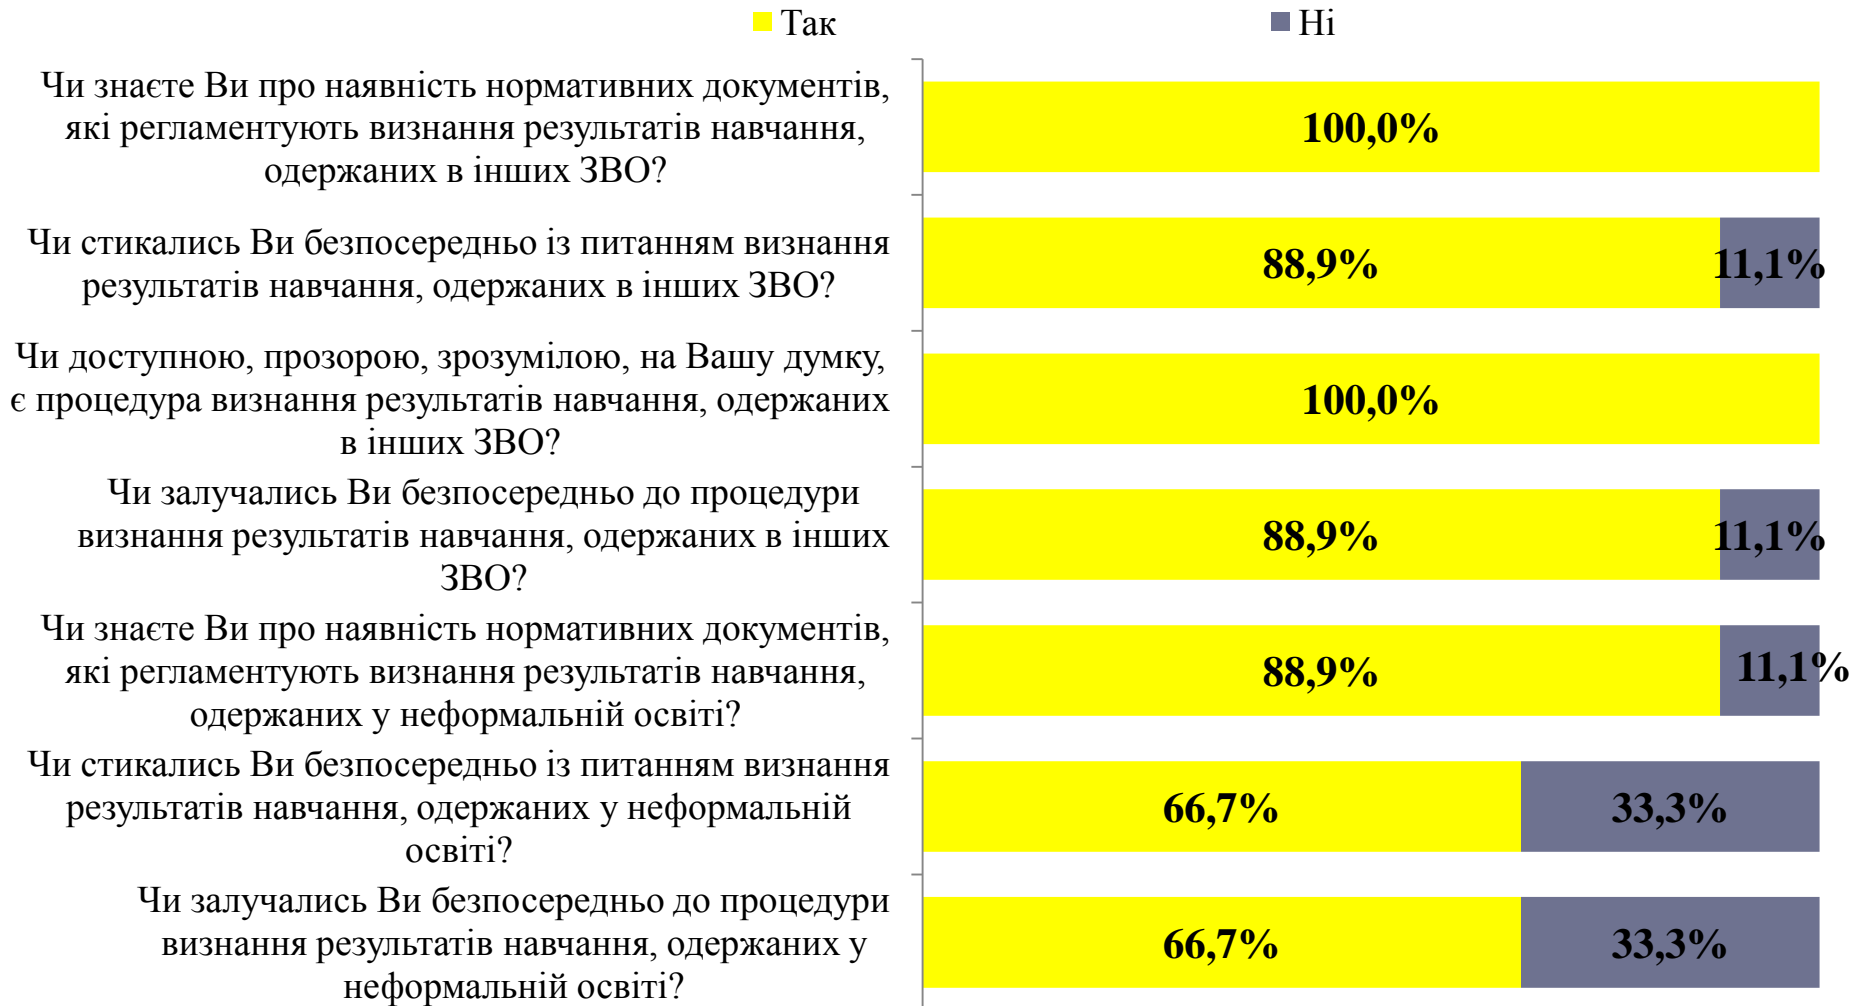 Так Ні
Чи знаєте Ви про наявність нормативних документів,
які регламентують визнання результатів навчання,
одержаних в інших ЗВО?
100,0%
Чи стикались Ви безпосередньо із питанням визнання
результатів навчання, одержаних в інших ЗВО?
88,9% 11,1%
Чи доступною, прозорою, зрозумілою, на Вашу думку,
є процедура визнання результатів навчання, одержаних
в інших ЗВО?
100,0%
Чи залучались Ви безпосередньо до процедури
визнання результатів навчання, одержаних в інших
ЗВО?
88,9% 11,1%
Чи знаєте Ви про наявність нормативних документів,
які регламентують визнання результатів навчання,
одержаних у неформальній освіті?
88,9% 11,1%
Чи стикались Ви безпосередньо із питанням визнання
результатів навчання, одержаних у неформальній
освіті?
66,7% 33,3%
Чи залучались Ви безпосередньо до процедури
визнання результатів навчання, одержаних у
неформальній освіті?
66,7% 33,3%